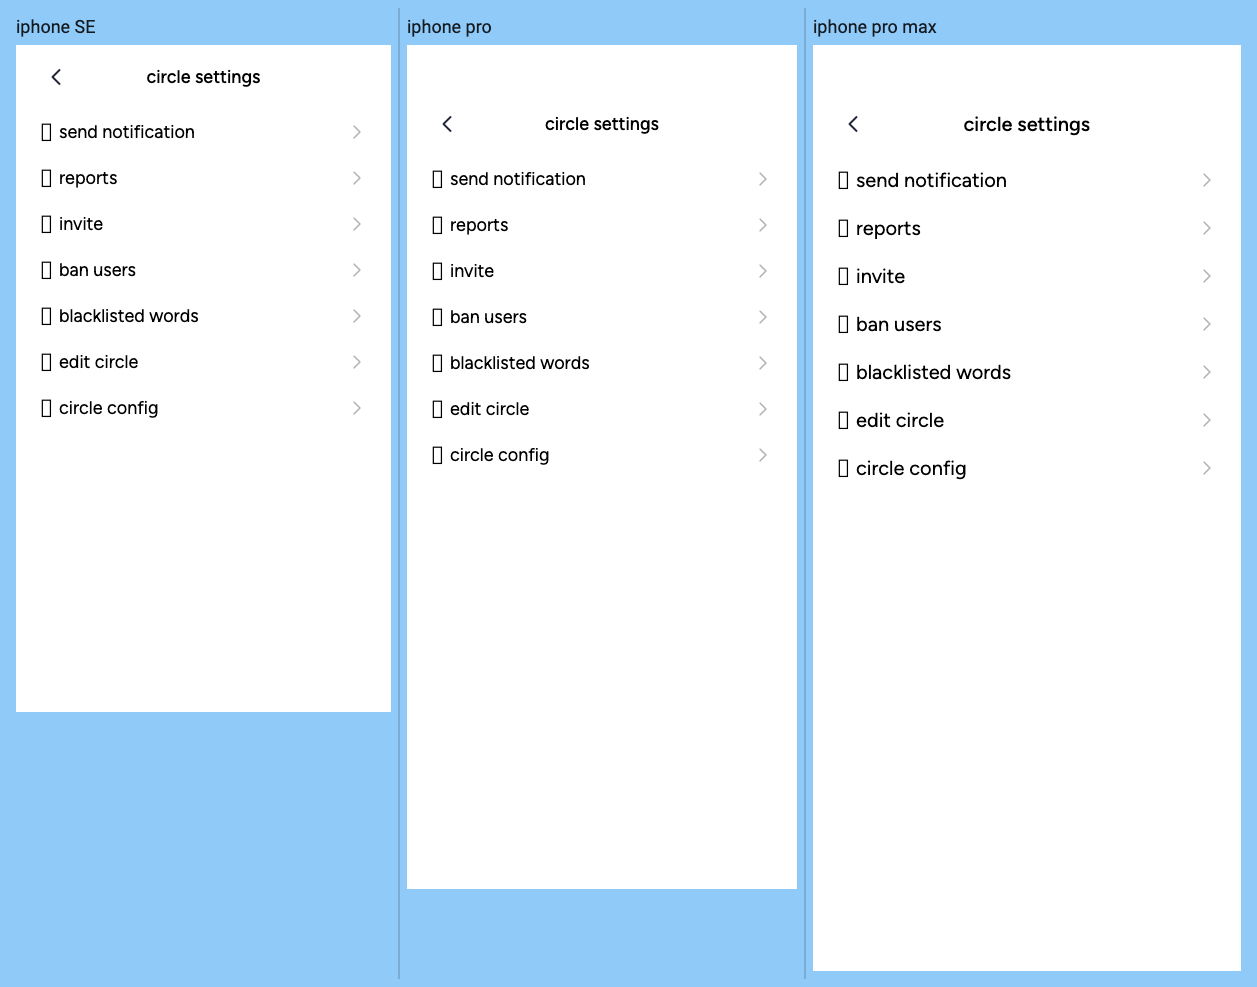 iphone SE
circle settings
send notification
reports
invite
ban users
blacklisted words
edit circle
circle config
iphone pro
circle settings
send notification
reports
invite
ban users
blacklisted words
edit circle
circle config
iphone pro max
circle settings
send notification
reports
invite
ban users
blacklisted words
edit circle
circle config